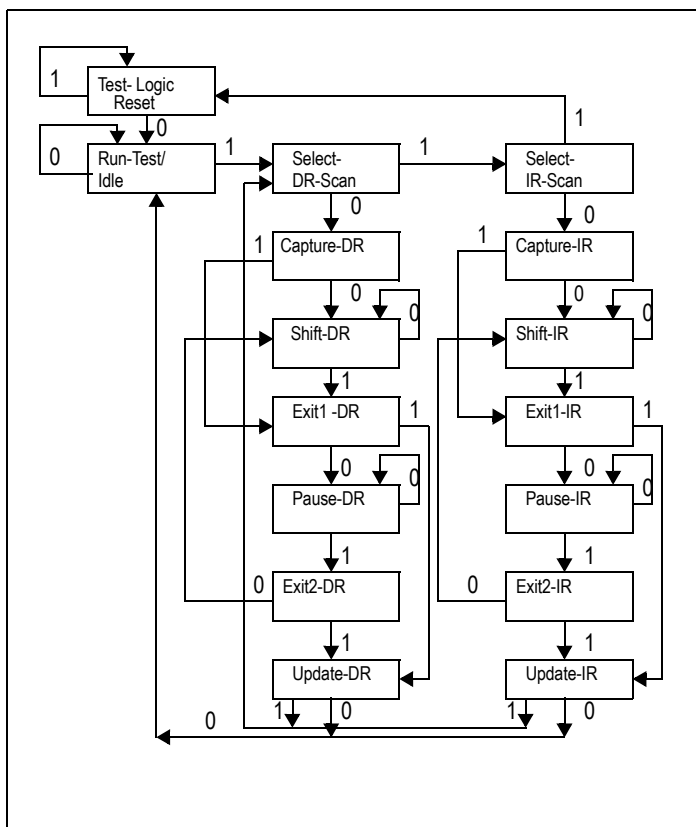 1
Test- Logic
Reset
0
1
0
Run-Test/
Idle
1
Select-
DR-Scan
1
Select-
IR-Scan
0
0
1
Capture-DR
1
Capture-IR
0
0
0
0
Shift-DR
Shift-IR
1
1
Exit1 -DR
1
Exit1-IR
1
0
0
0
0
Pause-DR
Pause-IR
1
1
0
Exit2-DR
0
Exit2-IR
1
1
Update-DR
Update-IR
1
0
1
0
0